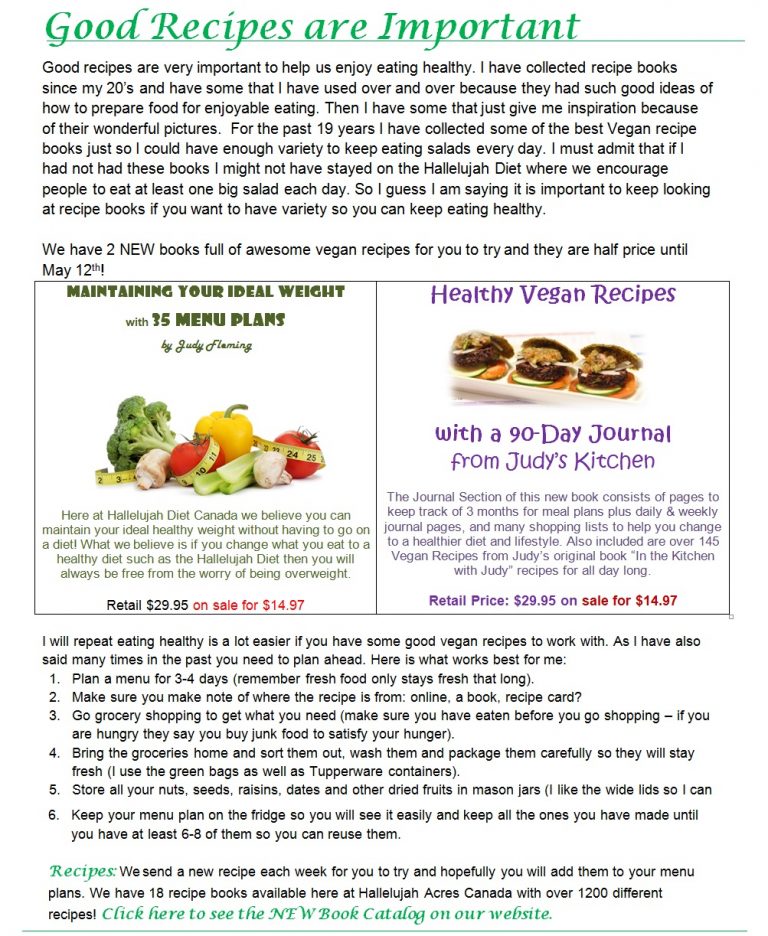 Good Recipes are Important
Good recipes are very important to help us enjoy eating healthy. I have collected recipe books
since my 20's and have some that I have used over and over because they had such good ideas of
how to prepare food for enjoyable eating. Then I have some that just give me inspiration because
of their wonderful pictures.  For the past 19 years I have collected some of the best Vegan recipe
books just so I could have enough variety to keep eating salads every day. I must admit that if I
had not had these books I might not have stayed on the Hallelujah Diet where we encourage
people to eat at least one big salad each day. So I guess I am saying it is important to keep looking
at recipe books if you want to have variety so you can keep eating healthy.
We have 2 NEW books full of awesome vegan recipes for you to try and they are half price until
May 12th!
MAINTAINING YOUR IDEAL WEIGHT
with 35 MENU PLANS
by Judy Fleming
2 3 10 11 23 24 25
Here at Hallelujah Diet Canada we believe you can
maintain your ideal healthy weight without having to go on
a diet! What we believe is if you change what you eat to a
healthy diet such as the Hallelujah Diet then you will
always be free from the worry of being overweight.
Retail $29.95 on sale for $14.97
Healthy Vegan Recipes
with a 90-Day Journal
from Judy's Kitchen
The Journal Section of this new book consists of pages to
keep track of 3 months for meal plans plus daily & weekly
journal pages, and many shopping lists to help you change
to a healthier diet and lifestyle. Also included are over 145
Vegan Recipes from Judy's original book "In the Kitchen
with Judy" recipes for all day long.
Retail Price: $29.95 on sale for $14.97
I will repeat eating healthy is a lot easier if you have some good vegan recipes to work with. As I have also
said many times in the past you need to plan ahead. Here is what works best for me:
1. Plan a menu for 3-4 days (remember fresh food only stays fresh that long).
2. Make sure you make note of where the recipe is from: online, a book, recipe card?
3. Go grocery shopping to get what you need (make sure you have eaten before you go shopping – if you
are hungry they say you buy junk food to satisfy your hunger).
4. Bring the groceries home and sort them out, wash them and package them carefully so they will stay
fresh (I use the green bags as well as Tupperware containers).
5. Store all your nuts, seeds, raisins, dates and other dried fruits in mason jars (I like the wide lids so I can
6. Keep your menu plan on the fridge so you will see it easily and keep all the ones you have made until
you have at least 6-8 of them so you can reuse them.
Recipes: We send a new recipe each week for you to try and hopefully you will add them to your menu
plans. We have 18 recipe books available here at Hallelujah Acres Canada with over 1200 different
recipes! Click here to see the NEW Book Catalog on our website.